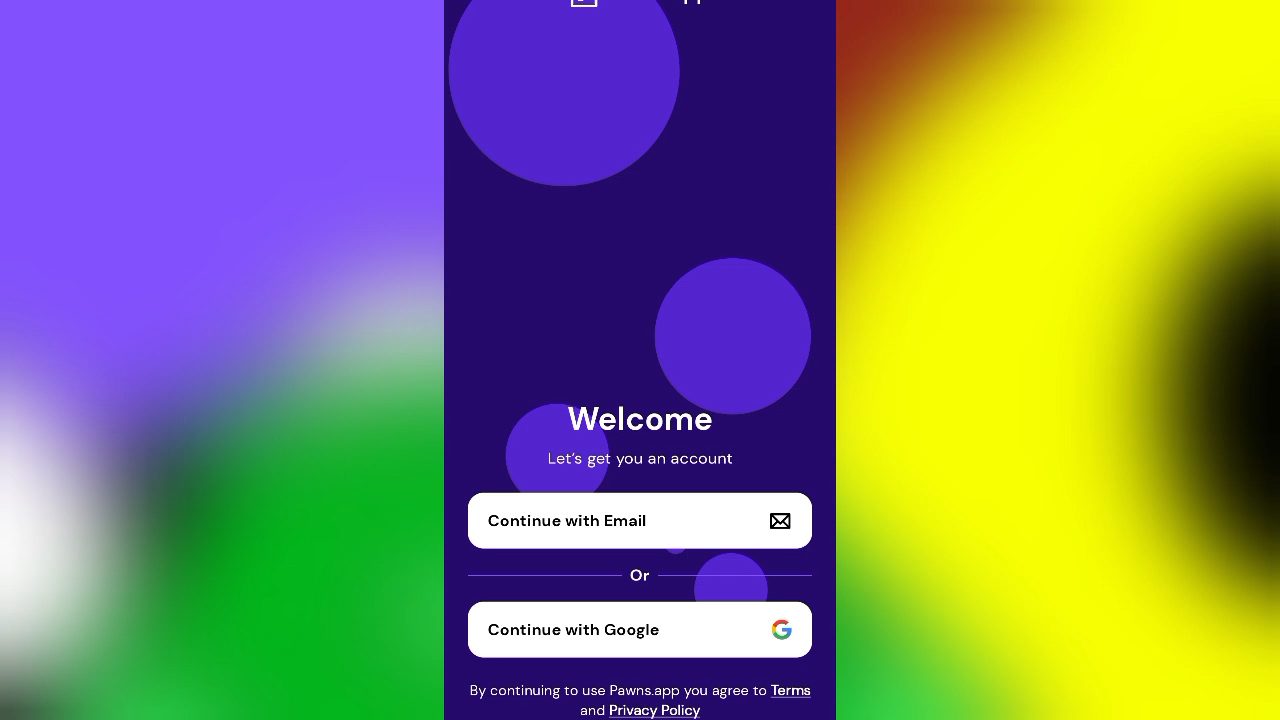 Welcome
Let's get you an account
Continue with Email
Or
Continue with Google
By continuing to use Pawns.app you agree to Terms
and Privacy Policy